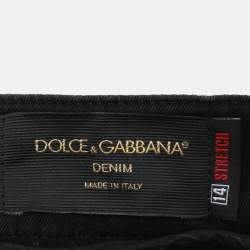 DOLCE & GABBANA®
DENIM
MADE IN ITALY
14 STRETCH